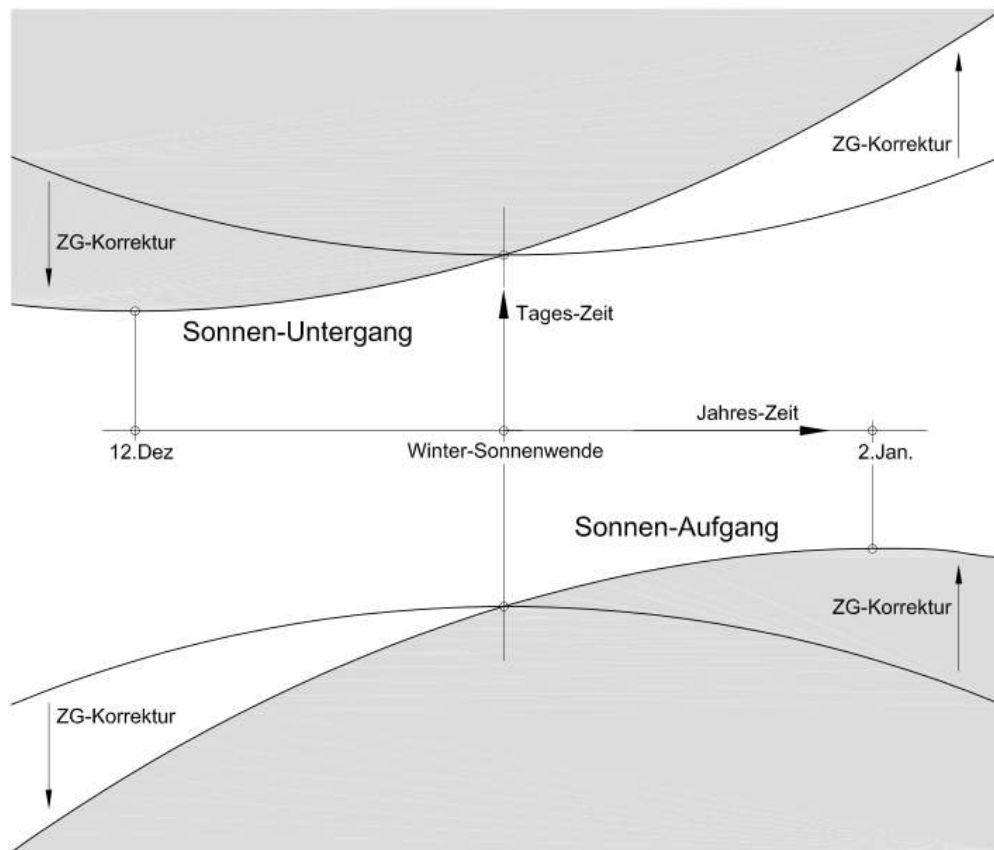 ZG-Korrektur
ZG-Korrektur
Tages-Zeit
Sonnen-Untergang
Jahres-Zeit
12.Dez
Winter-Sonnenwende
2.Jan.
Sonnen-Aufgang
ZG-Korrektur
ZG-Korrektur